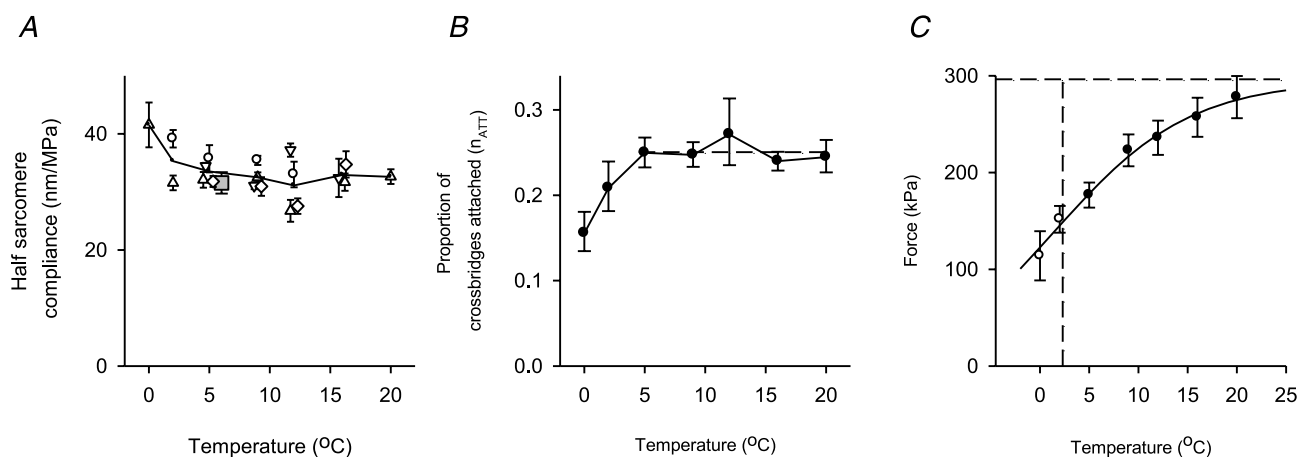 A
B
C
Half sarcomere
compliance (nm/MPa)
40
20
0
0 5 10 15 20
Temperature (ºC)
Proportion of
crossbridges attached (nATT)
0.3
0.2
0.1
0.0
0 5 10 15 20
Temperature (ºC)
Force (kPa)
300
200
100
0
0 5 10 15 20 25
Temperature (ºC)